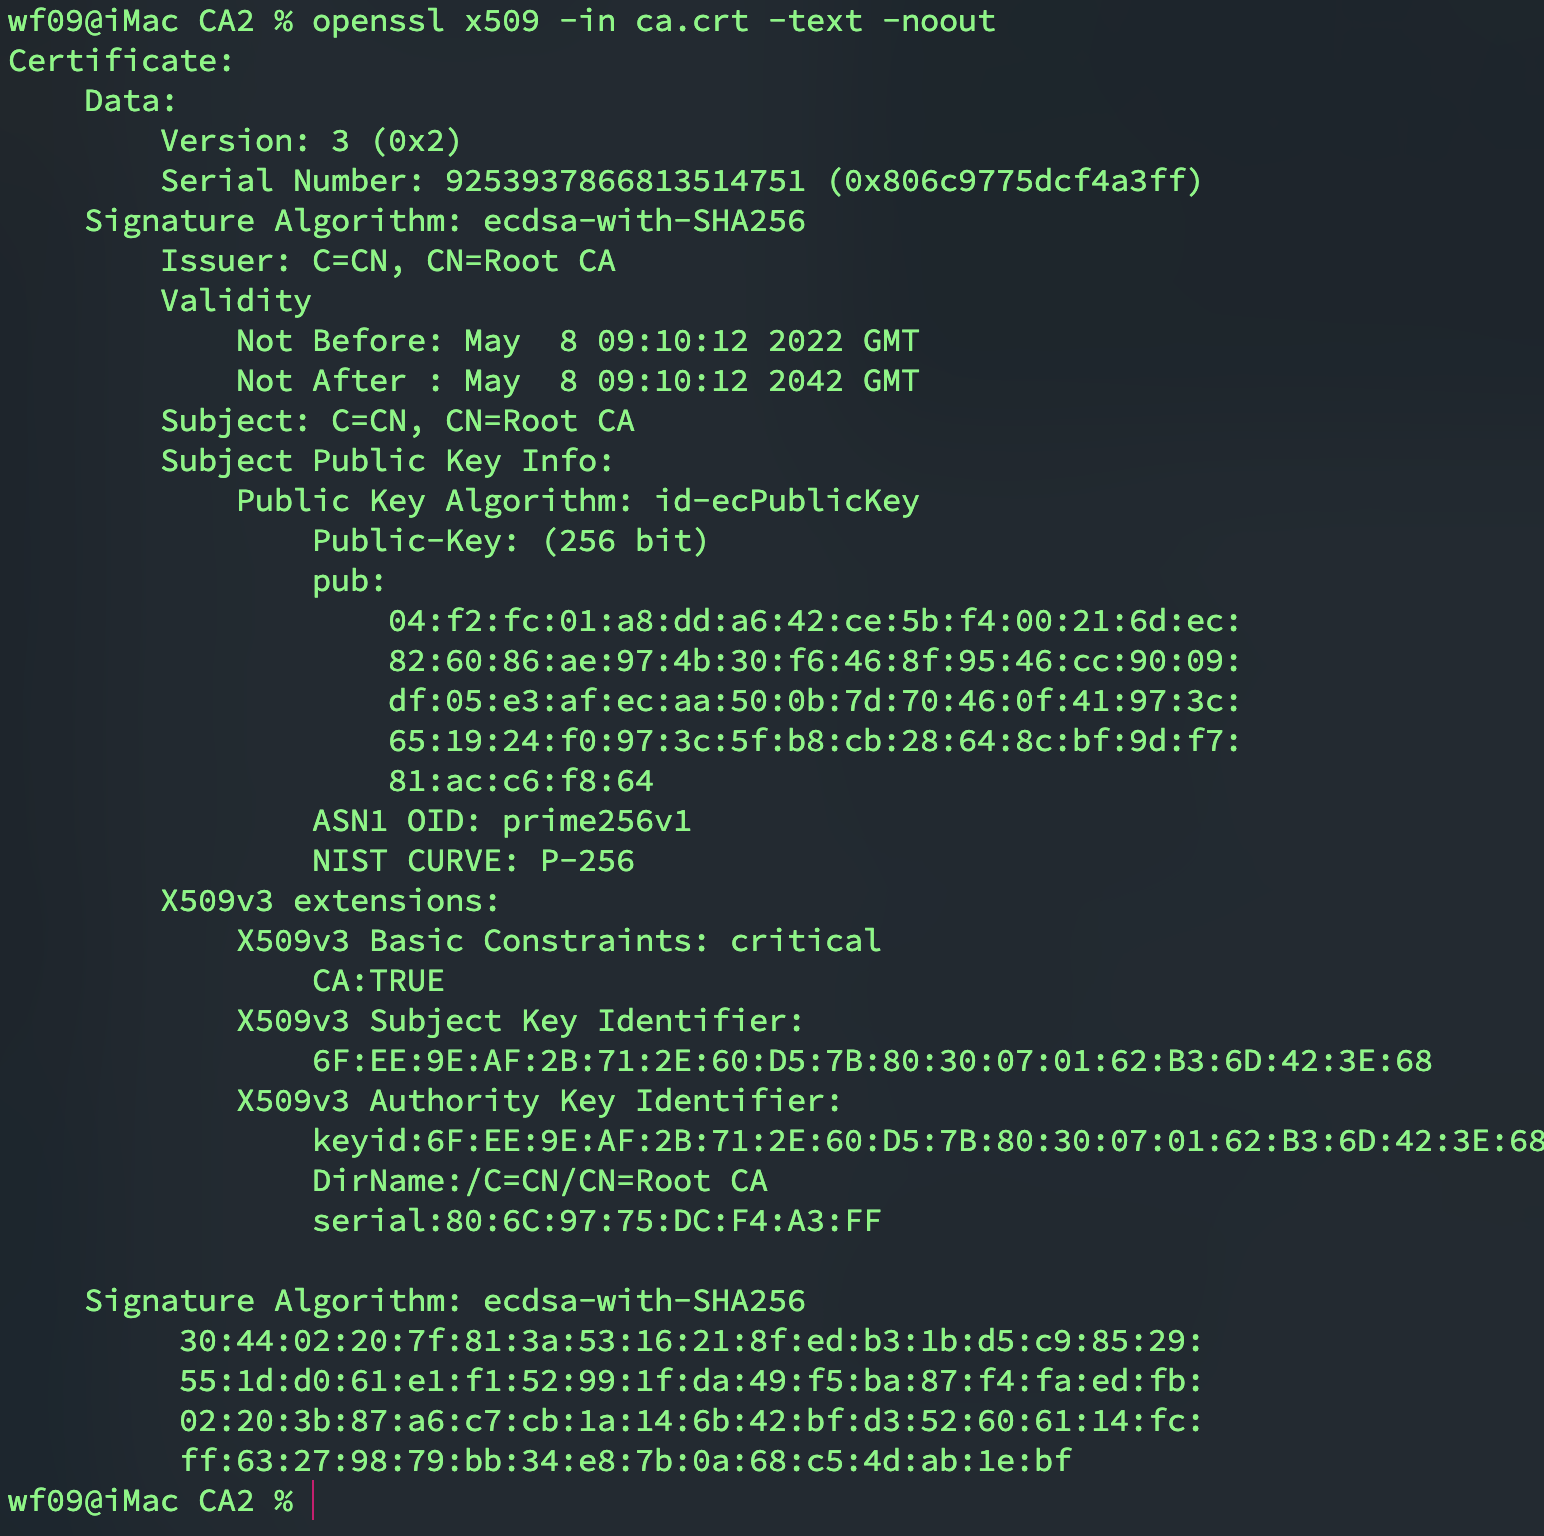 wf09@iMac CA2 % openssl x509 -in ca.crt -text -noout
Certificate:
    Data:
        Version: 3 (0x2)
        Serial Number: 9253937866813514751 (0x806c9775dcf4a3ff)
    Signature Algorithm: ecdsa-with-SHA256
        Issuer: C=CN, CN=Root CA
        Validity
            Not Before: May  8 09:10:12 2022 GMT
            Not After : May  8 09:10:12 2042 GMT
        Subject: C=CN, CN=Root CA
        Subject Public Key Info:
            Public Key Algorithm: id-ecPublicKey
                Public-Key: (256 bit)
                pub:
                    04:f2:fc:01:a8:dd:a6:42:ce:5b:f4:00:21:6d:ec:
                    82:60:86:ae:97:4b:30:f6:46:8f:95:46:cc:90:09:
                    df:05:e3:af:ec:aa:50:0b:7d:70:46:0f:41:97:3c:
                    65:19:24:f0:97:3c:5f:b8:cb:28:64:8c:bf:9d:f7:
                    81:ac:c6:f8:64
                ASN1 OID: prime256v1
                NIST CURVE: P-256
        X509v3 extensions:
            X509v3 Basic Constraints: critical
                CA:TRUE
            X509v3 Subject Key Identifier:
                6F:EE:9E:AF:2B:71:2E:60:D5:7B:80:30:07:01:62:B3:6D:42:3E:68
            X509v3 Authority Key Identifier:
                keyid:6F:EE:9E:AF:2B:71:2E:60:D5:7B:80:30:07:01:62:B3:6D:42:3E:68
                DirName:/C=CN/CN=Root CA
                serial:80:6C:97:75:DC:F4:A3:FF
    Signature Algorithm: ecdsa-with-SHA256
         30:44:02:20:7f:81:3a:53:16:21:8f:ed:b3:1b:d5:c9:85:29:
         55:1d:d0:61:e1:f1:52:99:1f:da:49:f5:ba:87:f4:fa:ed:fb:
         02:20:3b:87:a6:c7:cb:1a:14:6b:42:bf:d3:52:60:61:14:fc:
         ff:63:27:98:79:bb:34:e8:7b:0a:68:c5:4d:ab:1e:bf
wf09@iMac CA2 %